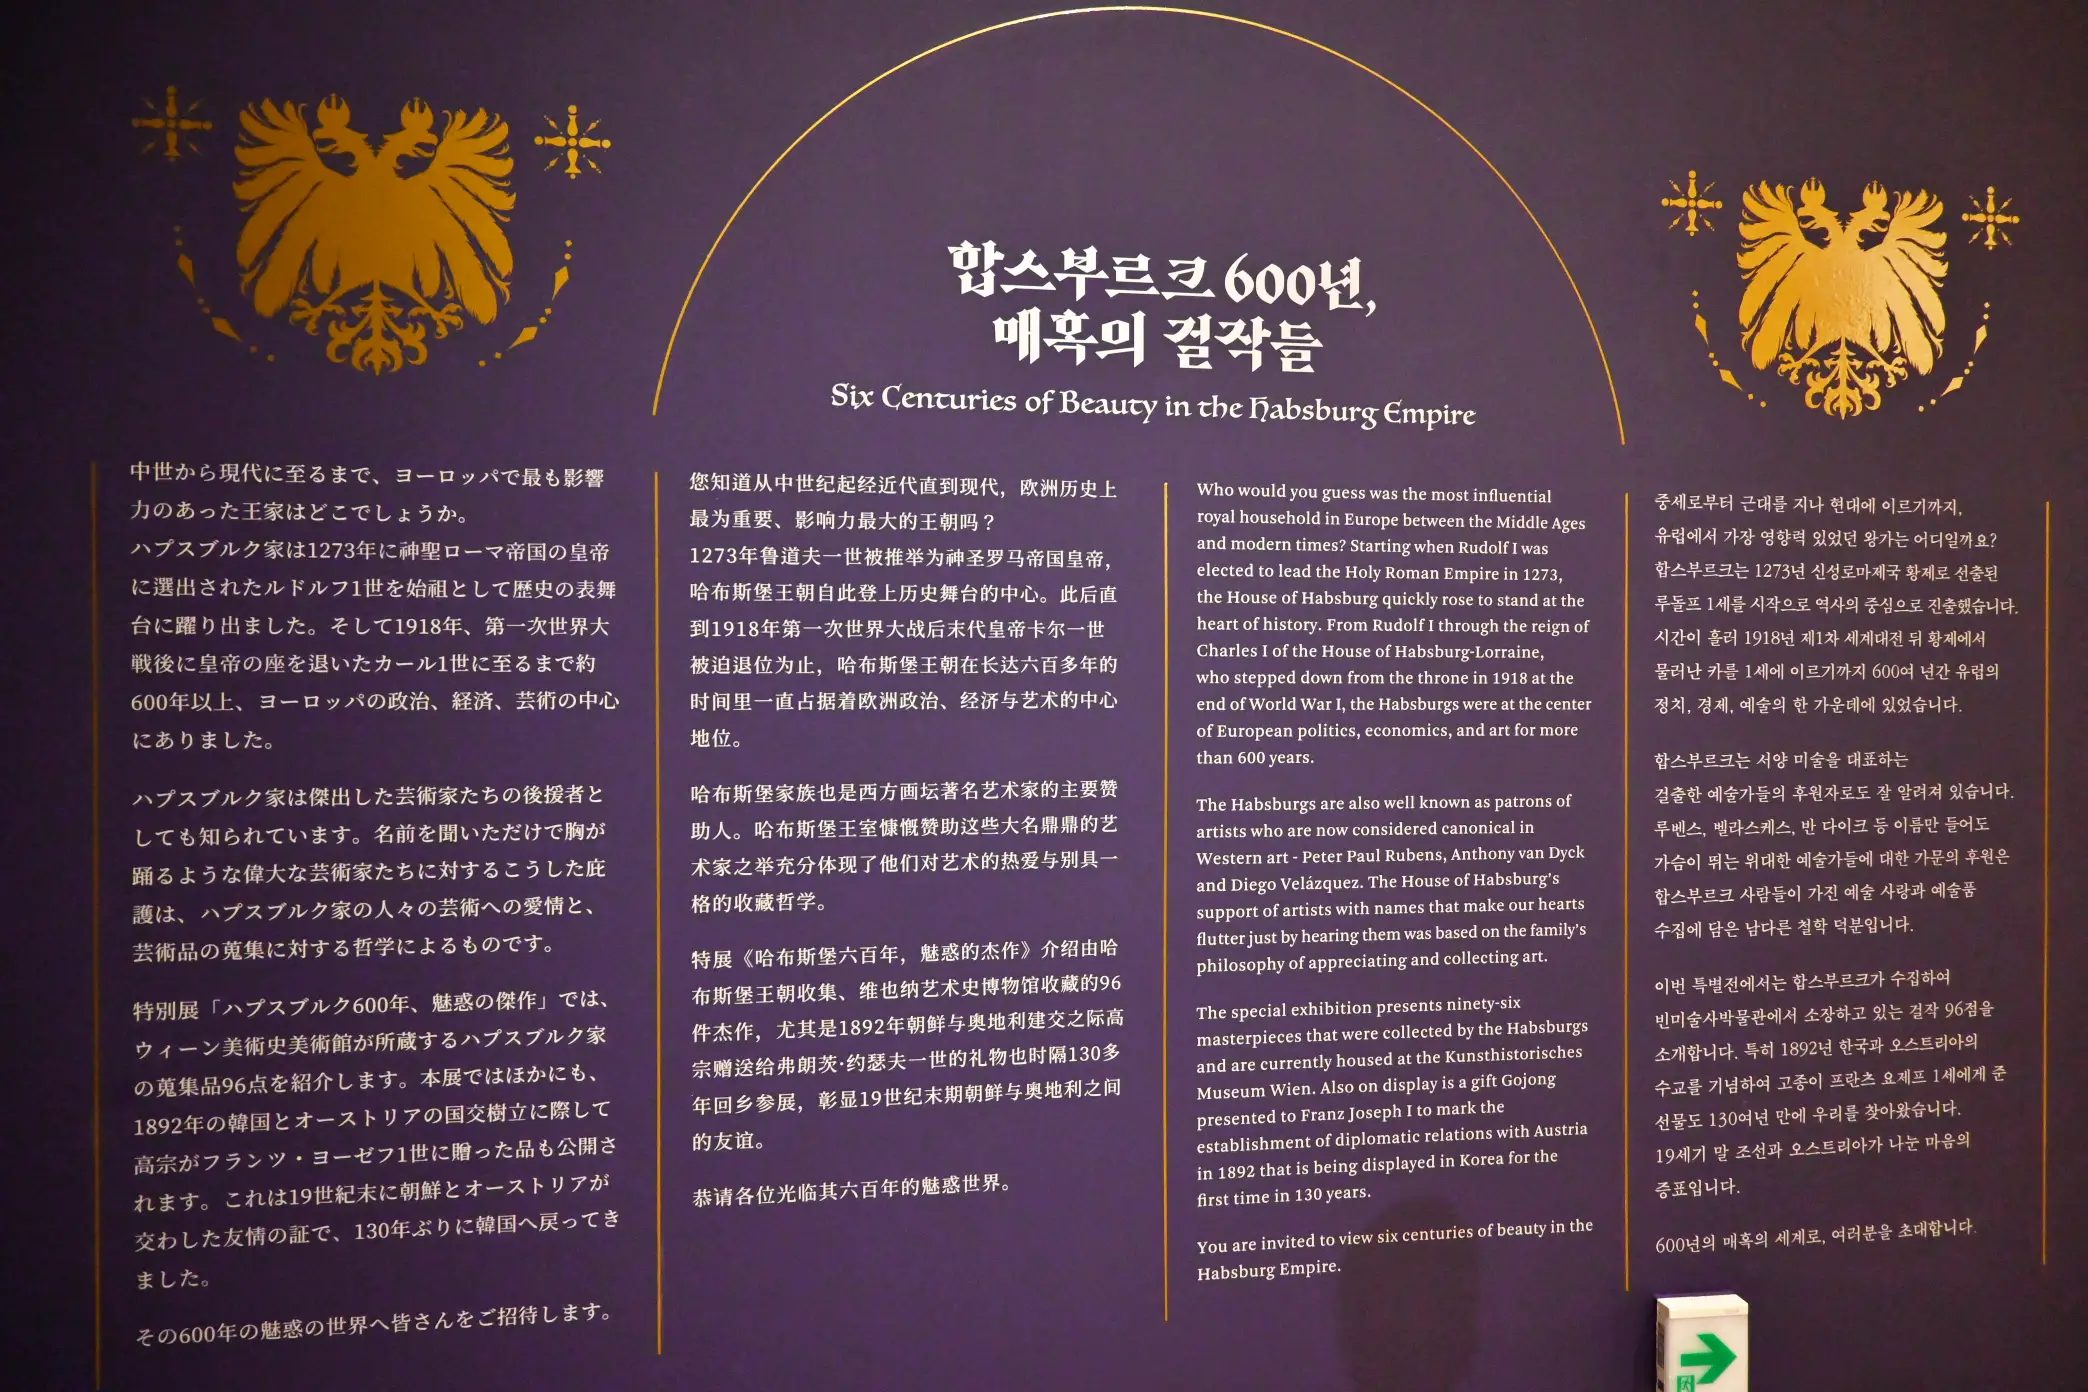 합스부르크 600년,
매혹의 걸작들
Six Centuries of Beauty in the Habsburg Empire
中世から現代に至るまで、ヨーロッパで最も影響
力のあった王家はどこでしょうか。
ハプスブルク家は1273年に神聖ローマ帝国の皇帝
に選出されたルドルフ1世を始祖として歴史の表舞
台に躍り出ました。そして1918年、第一次世界大
戦後に皇帝の座を退いたカール1世に至るまで約
600年以上、ヨーロッパの政治、経済、芸術の中心
にありました。
ハプスブルク家は傑出した芸術家たちの後援者と
しても知られています。名前を聞いただけで胸が
踊るような偉大な芸術家たちに対するこうした庇
護は、ハプスブルク家の人々の芸術への愛情と、
芸術品の蒐集に対する哲学によるものです。
特別展「ハプスブルク600年、魅惑の傑作」では、
ウィーン美術史美術館が所蔵するハプスブルク家
の蒐集品96点を紹介します。本展ではほかにも、
1892年の韓国とオーストリアの国交樹立に際して
高宗がフランツ・ヨーゼフ1世に贈った品も公開さ
れます。これは19世紀末に朝鮮とオーストリアが
交わした友情の証で、130年ぶりに韓国へ戻ってき
ました。
その600年の魅惑の世界へ皆さんをご招待します。
您知道从中世纪起经近代直到现代，欧洲历史上
最为重要、影响力最大的王朝吗？
1273年鲁道夫一世被推举为神圣罗马帝国皇帝，
哈布斯堡王朝自此登上历史舞台的中心。此后直
到1918年第一次世界大战后末代皇帝卡尔一世
被迫退位为止，哈布斯堡王朝在长达六百多年的
时间里一直占据着欧洲政治、经济与艺术的中心
地位。
哈布斯堡家族也是西方画坛著名艺术家的主要赞
助人。哈布斯堡王室慷慨赞助这些大名鼎鼎的艺
术家之举充分体现了他们对艺术的热爱与别具一
格的收藏哲学。
特展《哈布斯堡六百年，魅惑的杰作》介绍由哈
布斯堡王朝收集、维也纳艺术史博物馆收藏的96
件杰作，尤其是1892年朝鲜与奥地利建交之际高
宗赠送给弗朗茨·约瑟夫一世的礼物也时隔130多
年回乡参展，彰显19世纪末期朝鲜与奥地利之间
的友谊。
恭请各位光临其六百年的魅惑世界。
Who would you guess was the most influential
royal household in Europe between the Middle Ages
and modern times? Starting when Rudolf I was
elected to lead the Holy Roman Empire in 1273,
the House of Habsburg quickly rose to stand at the
heart of history. From Rudolf I through the reign of
Charles I of the House of Habsburg-Lorraine,
who stepped down from the throne in 1918 at the
end of World War I, the Habsburgs were at the center
of European politics, economics, and art for more
than 600 years.
The Habsburgs are also well known as patrons of
artists who are now considered canonical in
Western art - Peter Paul Rubens, Anthony van Dyck
and Diego Velázquez. The House of Habsburg's
support of artists with names that make our hearts
flutter just by hearing them was based on the family's
philosophy of appreciating and collecting art.
The special exhibition presents ninety-six
masterpieces that were collected by the Habsburgs
and are currently housed at the Kunsthistorisches
Museum Wien. Also on display is a gift Gojong
presented to Franz Joseph I to mark the
establishment of diplomatic relations with Austria
in 1892 that is being displayed in Korea for the
first time in 130 years.
You are invited to view six centuries of beauty in the
Habsburg Empire.
중세로부터 근대를 지나 현대에 이르기까지,
유럽에서 가장 영향력 있었던 왕가는 어디일까요?
합스부르크는 1273년 신성로마제국 황제로 선출된
루돌프 1세를 시작으로 역사의 중심으로 진출했습니다.
시간이 흘러 1918년 제1차 세계대전 뒤 황제에서
물러난 카를 1세에 이르기까지 600여 년간 유럽의
정치, 경제, 예술의 한 가운데에 있었습니다.
합스부르크는 서양 미술을 대표하는
걸출한 예술가들의 후원자로도 잘 알려져 있습니다.
루벤스, 벨라스케스, 반 다이크 등 이름만 들어도
가슴이 뛰는 위대한 예술가들에 대한 가문의 후원은
합스부르크 사람들이 가진 예술 사랑과 예술품
수집에 담은 남다른 철학 덕분입니다.
이번 특별전에서는 합스부르크가 수집하여
빈미술사박물관에서 소장하고 있는 걸작 96점을
소개합니다. 특히 1892년 한국과 오스트리아의
수교를 기념하여 고종이 프란츠 요제프 1세에게 준
선물도 130여년 만에 우리를 찾아왔습니다.
19세기 말 조선과 오스트리아가 나눈 마음의
증표입니다.
600년의 매혹의 세계로, 여러분을 초대합니다.